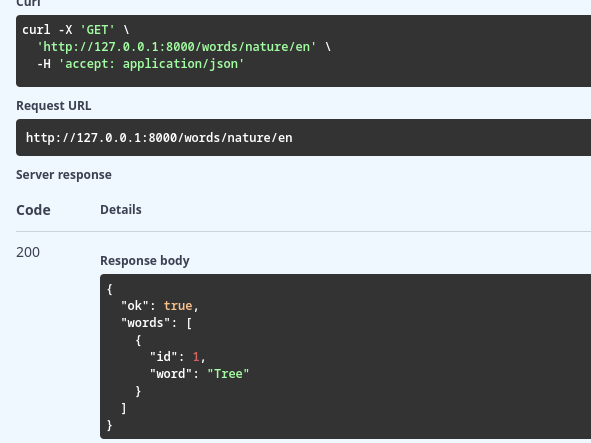 Curl
curl -X 'GET' \
'http://127.0.0.1:8000/words/nature/en' \
-H 'accept: application/json'
Request URL
http://127.0.0.1:8000/words/nature/en
Server response
Code Details
200
Response body
{
"ok": true,
"words": [
{
"id": 1,
"word": "Tree"
}
]
}